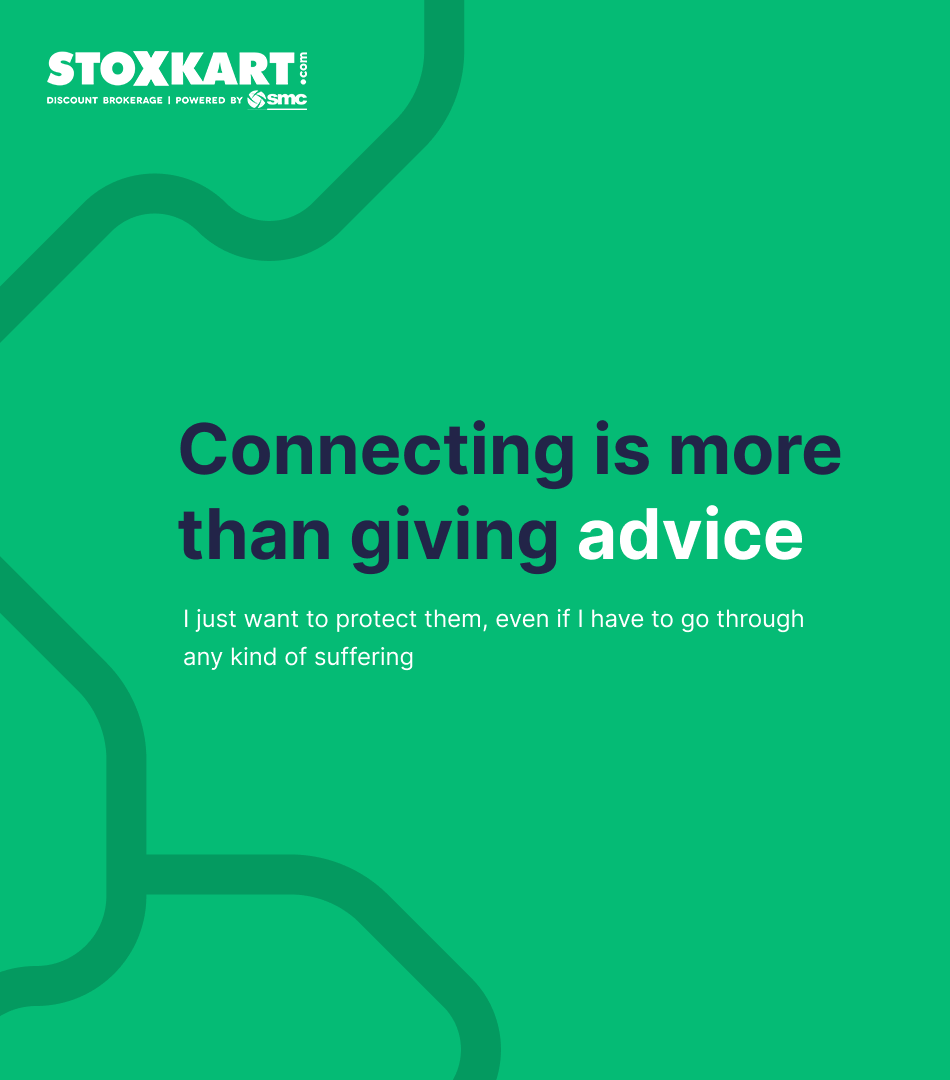 STOXKART.com
DISCOUNT BROKERAGE | POWERED BY smc
Connecting is more
than giving advice
I just want to protect them, even if I have to go through
any kind of suffering